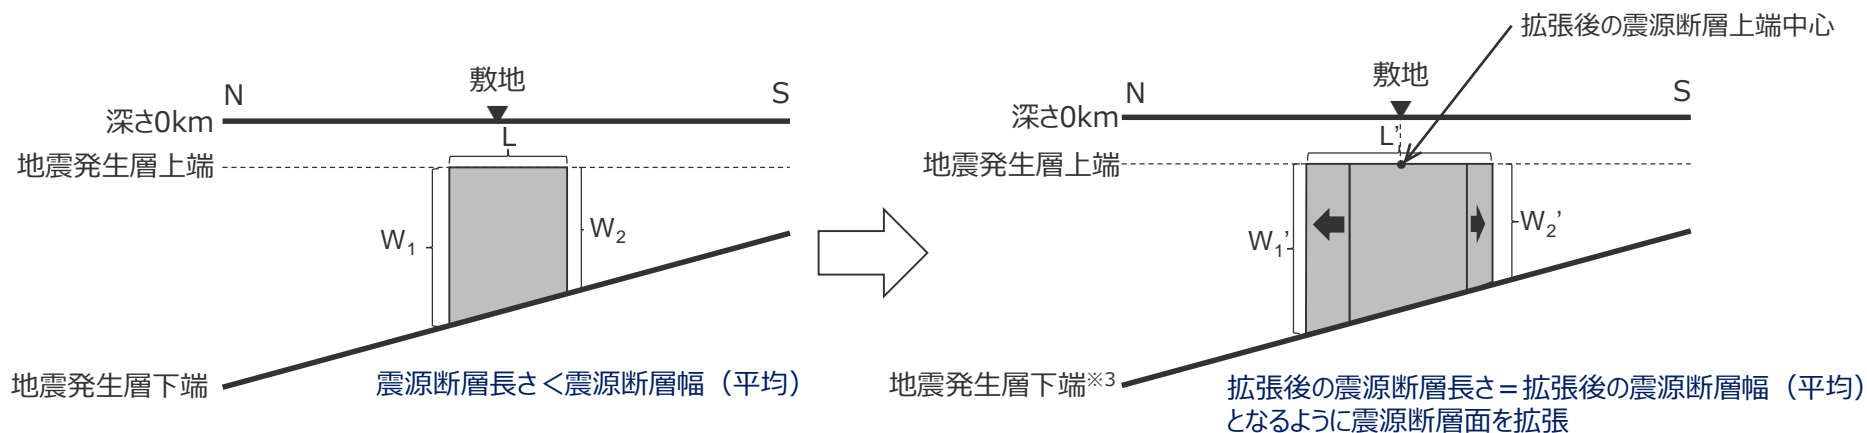 N
敷地
S
深さ0km
L
地震発生層上端
W1
W2
地震発生層下端
震源断層長さ<震源断層幅（平均）
拡張後の震源断層上端中心
N
敷地
S
深さ0km
L'
地震発生層上端
W1'
W2'
地震発生層下端※3
拡張後の震源断層長さ=拡張後の震源断層幅（平均）
となるように震源断層面を拡張